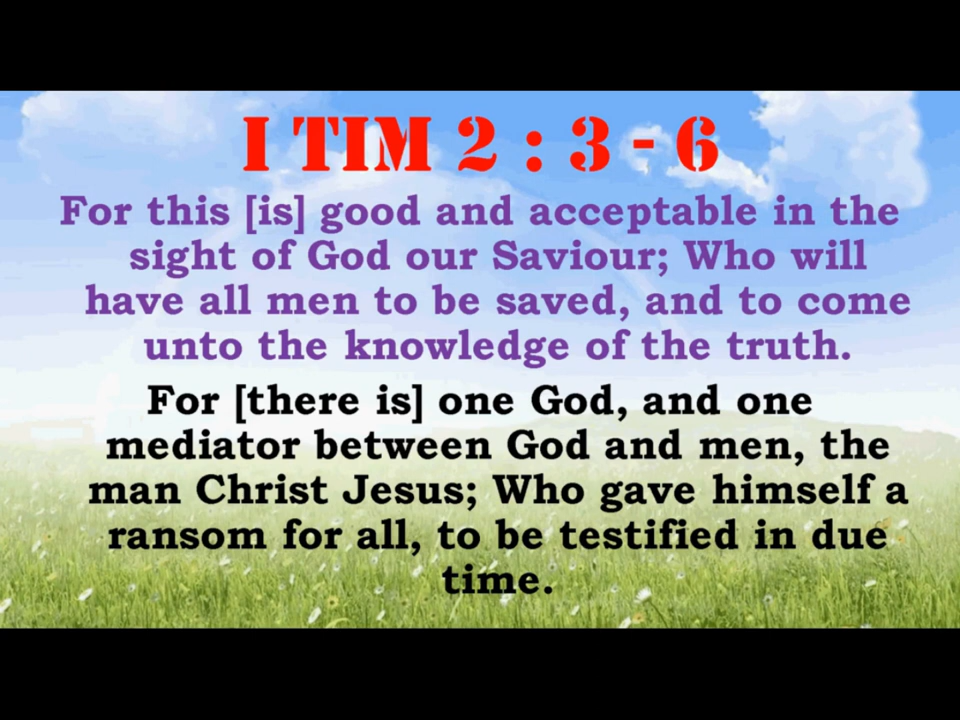 I TIM 2 : 3 - 6
For this [is] good and acceptable in the
sight of God our Saviour; Who will
have all men to be saved, and to come
unto the knowledge of the truth.
For [there is] one God, and one
mediator between God and men, the
man Christ Jesus; Who gave himself a
ransom for all, to be testified in due
time.